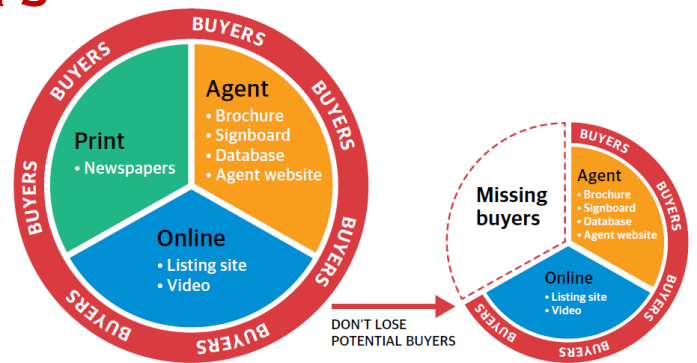 BUYERS
BUYERS
BUYERS
BUYERS
BUYERS
BUYERS
BUYERS
BUYERS
Print
• Newspapers
Agent
• Brochure
• Signboard
• Database
• Agent website
Online
• Listing site
• Video
DON'T LOSE
POTENTIAL BUYERS
Missing
buyers
BUYERS
BUYERS
BUYERS
BUYERS
BUYERS
Agent
• Brochure
• Signboard
• Database
• Agent website
Online
• Listing site
• Video